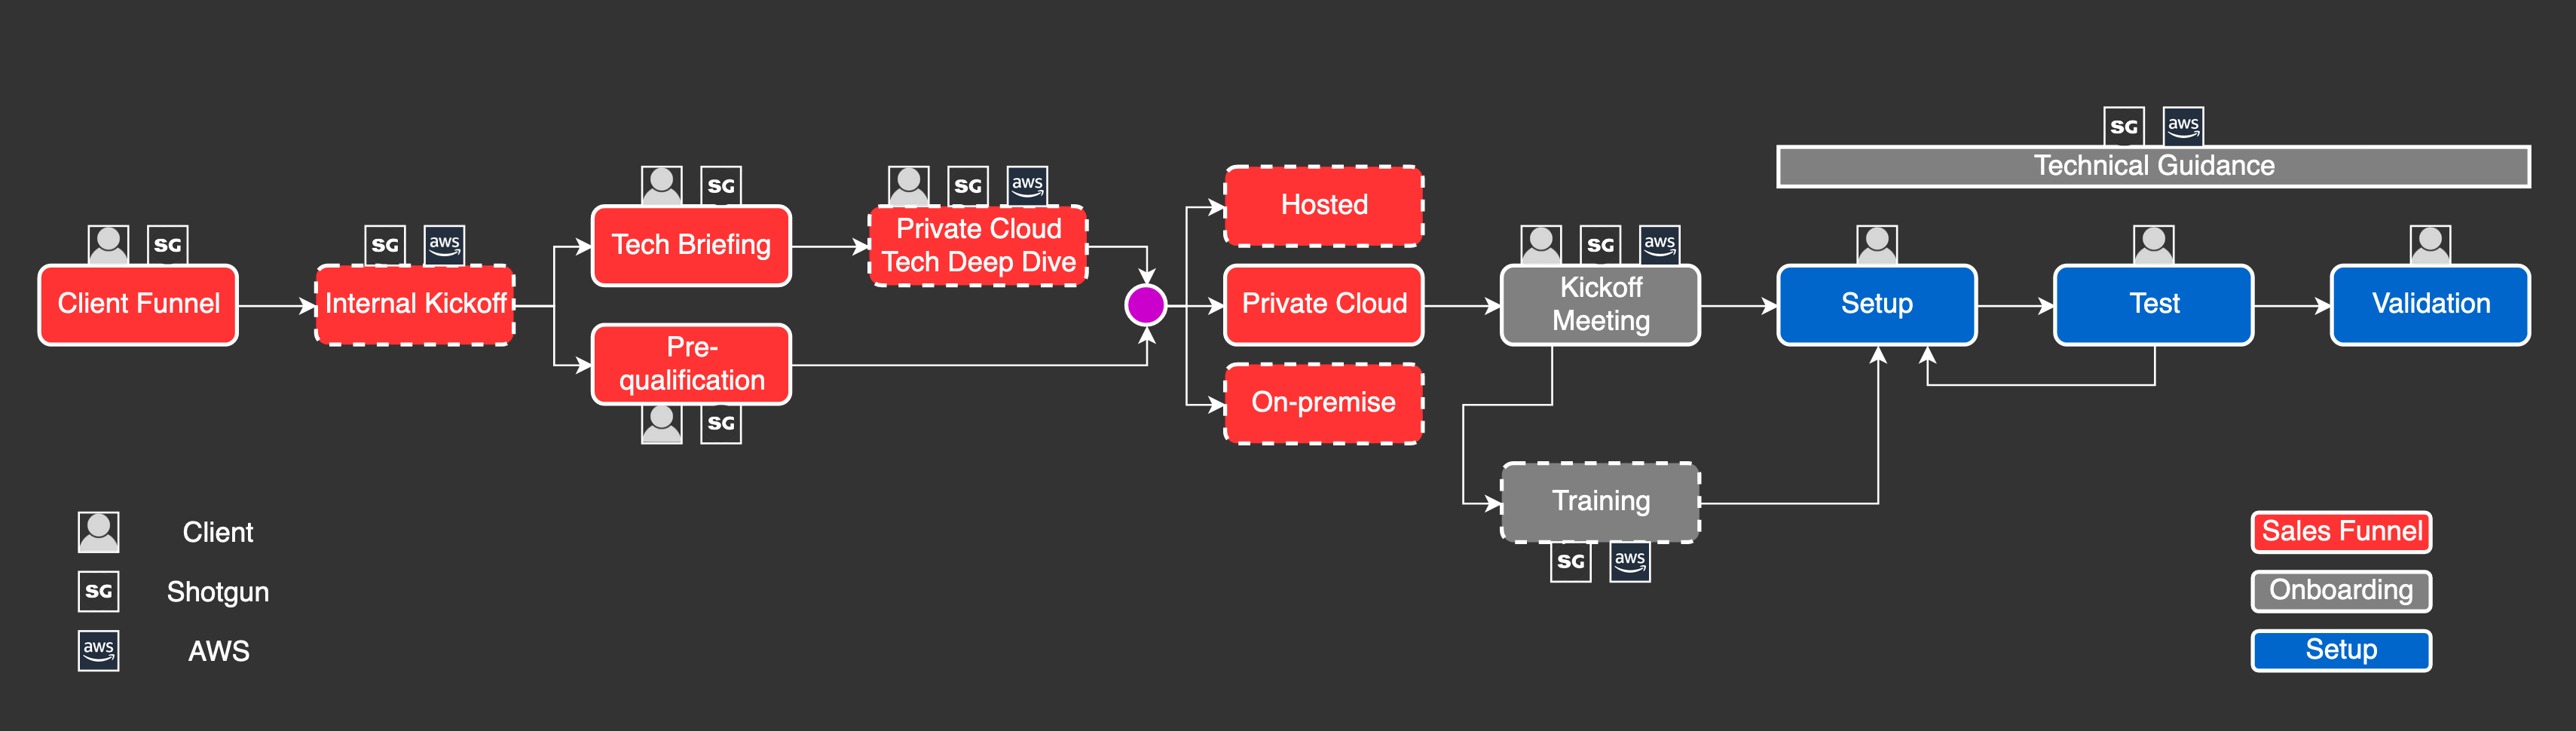 SG aws
Technical Guidance
SG
SG aws
Hosted
SG
SG aws
SG aws
Tech Briefing
Private Cloud
Tech Deep Dive
Client Funnel
Internal Kickoff
Private Cloud
Kickoff
Meeting
Setup
Test
Validation
Pre-
qualification
On-premise
SG
Training
SG aws
Client
SG Shotgun
aws AWS
Sales Funnel
Onboarding
Setup